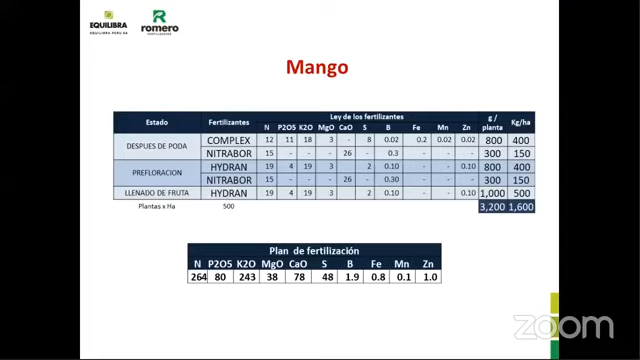 EQUILIBRA
EQUILIBRA PERU SA
romero
FERTILIZADORES
Mango
Estado Fertilizantes Ley de los fertilizantes g / planta Kg/ha
N P2O5 K2O MgO CaO S B Fe Mn Zn
DESPUES DE PODA COMPLEX 12 11 18 3 - 8 0.02 0.2 0.02 0.02 800 400
NITRABOR 15 - - - 26 - 0.3 - - - 300 150
PREFLORACION HYDRAN 19 4 19 3 2 0.10 - - 0.10 800 400
NITRABOR 15 - - - 26 - 0.30 - - - 300 150
LLENADO DE FRUTA HYDRAN 19 4 19 3 2 0.10 - - 0.10 1,000 500
Plantas x Ha 500 3,200 1,600
Plan de fertilización
N P2O5 K2O MgO CaO S B Fe Mn Zn
264 80 243 38 78 48 1.9 0.8 0.1 1.0
zoom